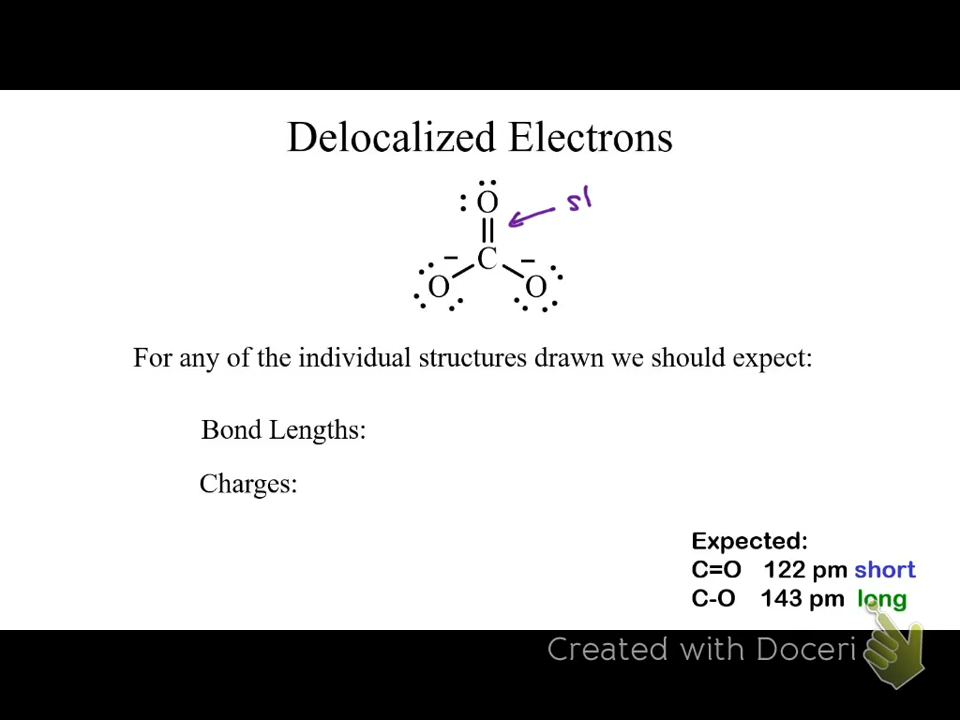 Delocalized Electrons
O
C
O
O
For any of the individual structures drawn we should expect:
Bond Lengths:
Charges:
Expected:
C=O 122 pm short
C-O 143 pm long
Created with Doceri